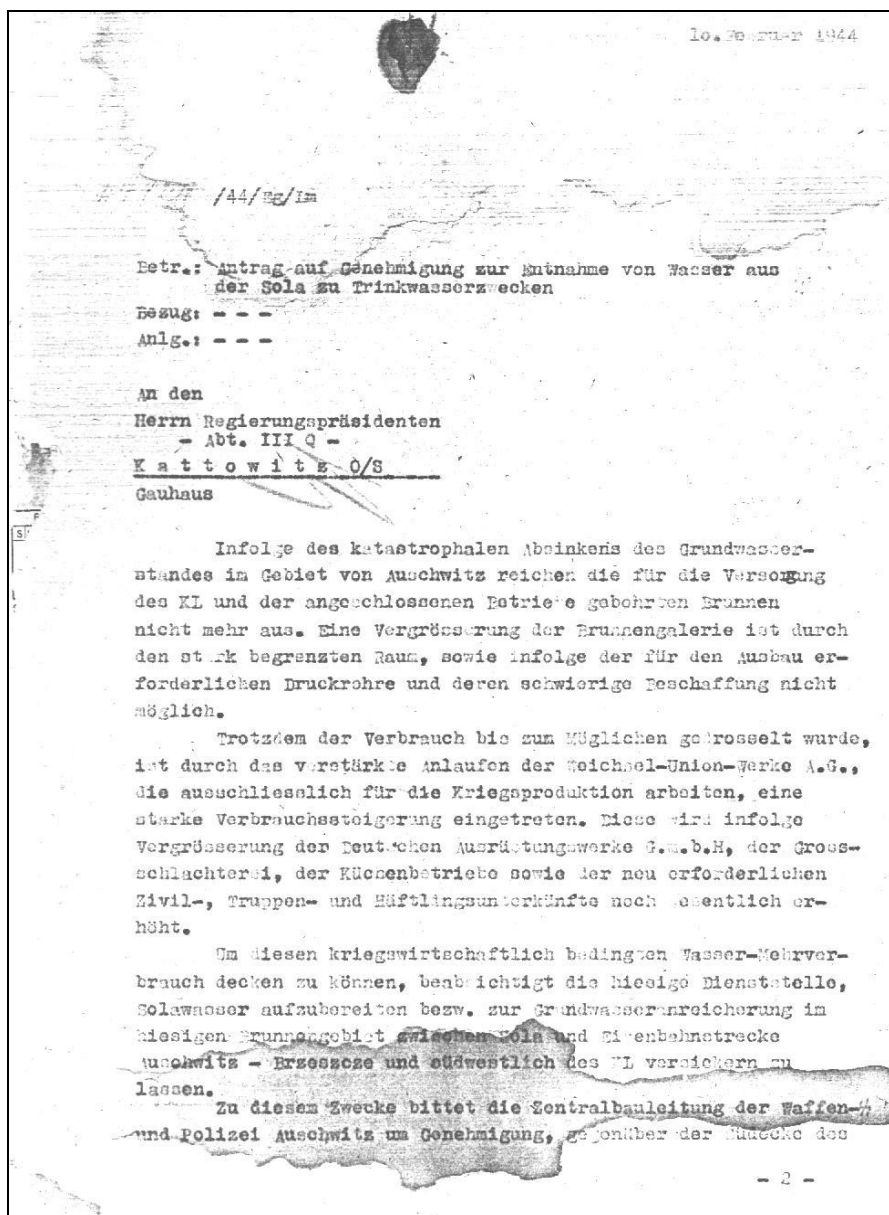 10.Februar 1944
/44/Eg/Lm
Betr.: Antrag auf Genehmigung zur Entnahme von Wasser aus
der Sola zu Trinkwasserzwecken
Bezug: - - -
Anlg.: - - -
An den
Herrn Regierungspräsidenten
- Abt. III Q -
Kattowitz O/S
Gauhaus
Infolge des katastrophalen Absinkens des Grundwasser-
standes im Gebiet von Auschwitz reichen die für die Versorgung
des KL und der angeschlossenen Betriebe gebohrten Brunnen
nicht mehr aus. Eine Vergrösserung der Brunnengalerie ist durch
den stark begrenzten Raum, sowie infolge der für den Ausbau er-
forderlichen Druckrohre und deren schwierige Beschaffung nicht
möglich.
Trotzdem der Verbrauch bis zum Möglichen gedrosselt wurde,
ist durch das verstärkte Anlaufen der Weichsel-Union-Werke A.G.,
die ausschliesslich für die Kriegsproduktion arbeiten, eine
starke Verbrauchssteigerung eingetreten. Diese wird infolge
Vergrösserung der Deutschen Ausrüstungswerke G.m.b.H, der Gross-
schlachterei, der Küchenbetriebe sowie der neu erforderlichen
Zivil-, Truppen- und Häftlingsunterkünfte noch wesentlich er-
höht.
Um diesen kriegswirtschaftlich bedingten Wasser-Mehrver-
brauch decken zu können, beabsichtigt die hiesige Dienststelle,
Solawasser aufzubereiten bezw. zur Grundwasseranreicherung im
hiesigen Brunnengebiet zwischen Sola und Eisenbahnstrecke
Auschwitz - Brzeszcze und südwestlich des KL versickern zu
lassen.
Zu diesem Zwecke bittet die Zentralbauleitung der Waffen-ᛋᛋ
und Polizei Auschwitz um Genehmigung, gegenüber der Südecke des
- 2 -